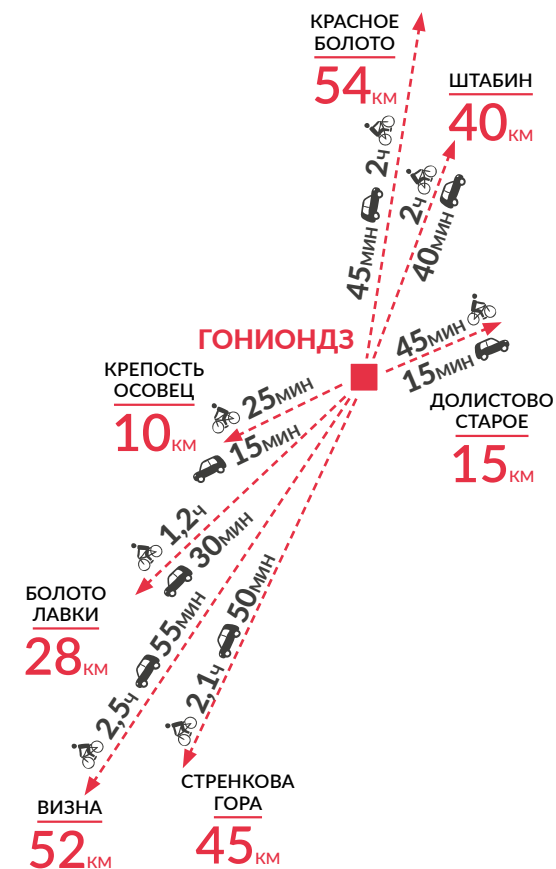 КРАСНОЕ
БОЛОТО
54КМ
ШТАБИН
40КМ
2Ч
45МИН
2Ч
40МИН
ГОНИОНДЗ
45МИН
15МИН
ДОЛИСТОВО
СТАРОЕ
15КМ
КРЕПОСТЬ
ОСОВЕЦ
10КМ
25МИН
15МИН
1,2Ч
30МИН
БОЛОТО
ЛАВКИ
28КМ
55МИН
2,5Ч
50МИН
2,1Ч
ВИЗНА
52КМ
СТРЕНКОВА
ГОРА
45КМ